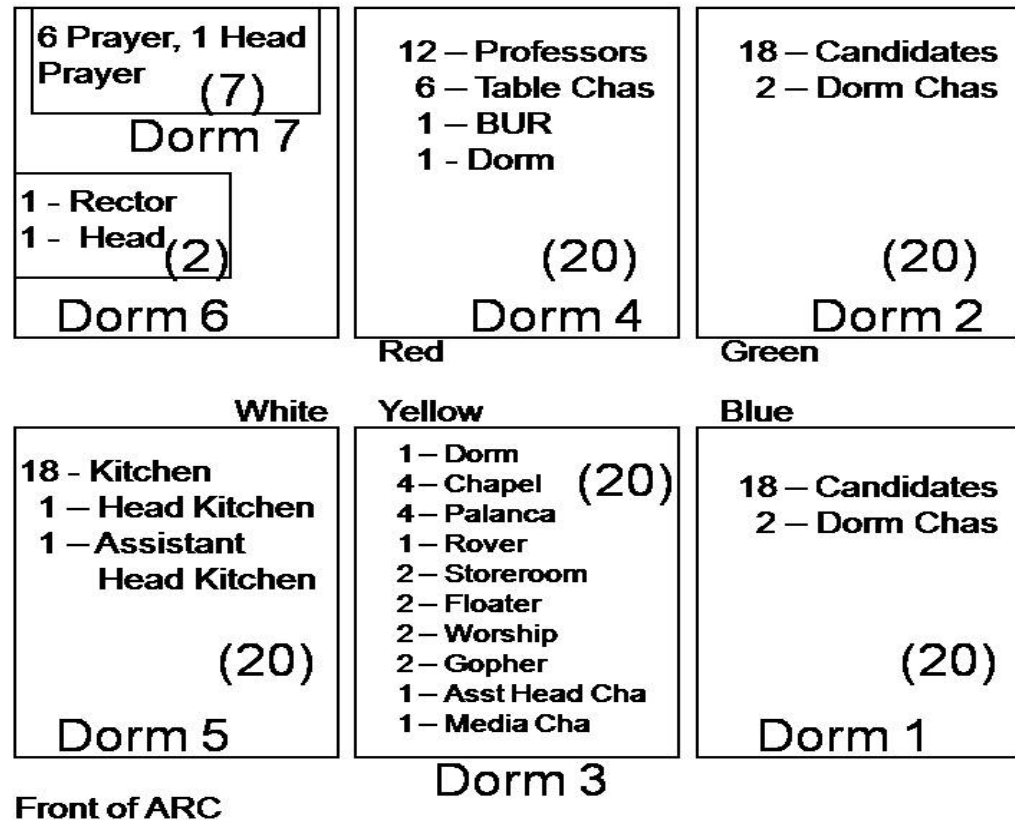 6 Prayer, 1 Head
Prayer
(7)
Dorm 7
1 - Rector
1 - Head
(2)
Dorm 6
12 – Professors
6 – Table Chas
1 – BUR
1 - Dorm
(20)
Dorm 4
Red
18 – Candidates
2 – Dorm Chas
(20)
Dorm 2
Green
White
18 - Kitchen
1 – Head Kitchen
1 – Assistant
Head Kitchen
(20)
Dorm 5
Yellow
1 – Dorm
(20)
4 – Chapel
4 – Palanca
1 – Rover
2 – Storeroom
2 – Floater
2 – Worship
2 – Gopher
1 – Asst Head Cha
1 – Media Cha
Dorm 3
Blue
18 – Candidates
2 – Dorm Chas
(20)
Dorm 1
Front of ARC